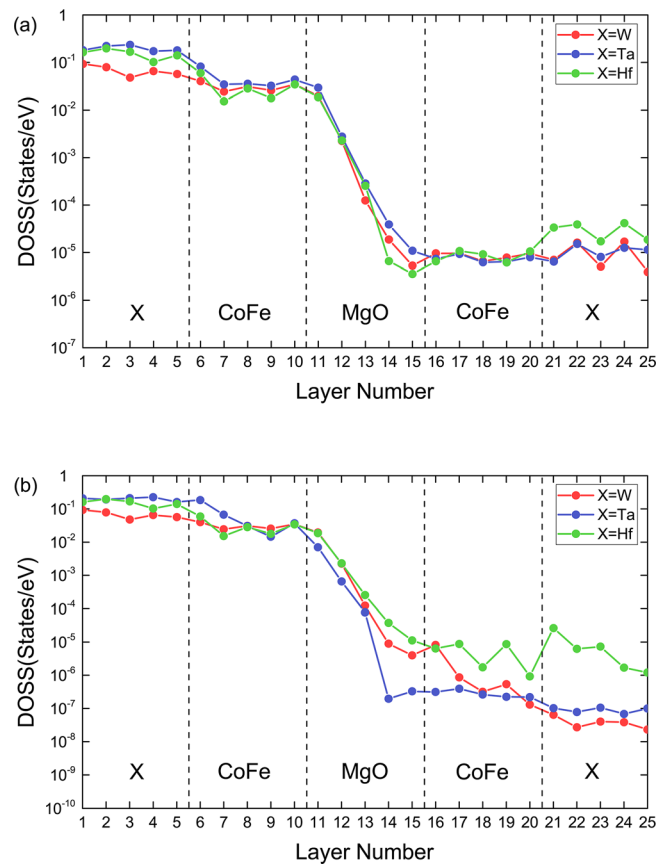 (a)
1
10⁻¹
10⁻²
10⁻³
10⁻⁴
10⁻⁵
10⁻⁶
10⁻⁷
DOSS(States/eV)
X=W
X=Ta
X=Hf
X CoFe MgO CoFe X
1 2 3 4 5 6 7 8 9 10 11 12 13 14 15 16 17 18 19 20 21 22 23 24 25
Layer Number
(b)
1
10⁻¹
10⁻²
10⁻³
10⁻⁴
10⁻⁵
10⁻⁶
10⁻⁷
10⁻⁸
10⁻⁹
10⁻¹⁰
DOSS(States/eV)
X=W
X=Ta
X=Hf
X CoFe MgO CoFe X
1 2 3 4 5 6 7 8 9 10 11 12 13 14 15 16 17 18 19 20 21 22 23 24 25
Layer Number